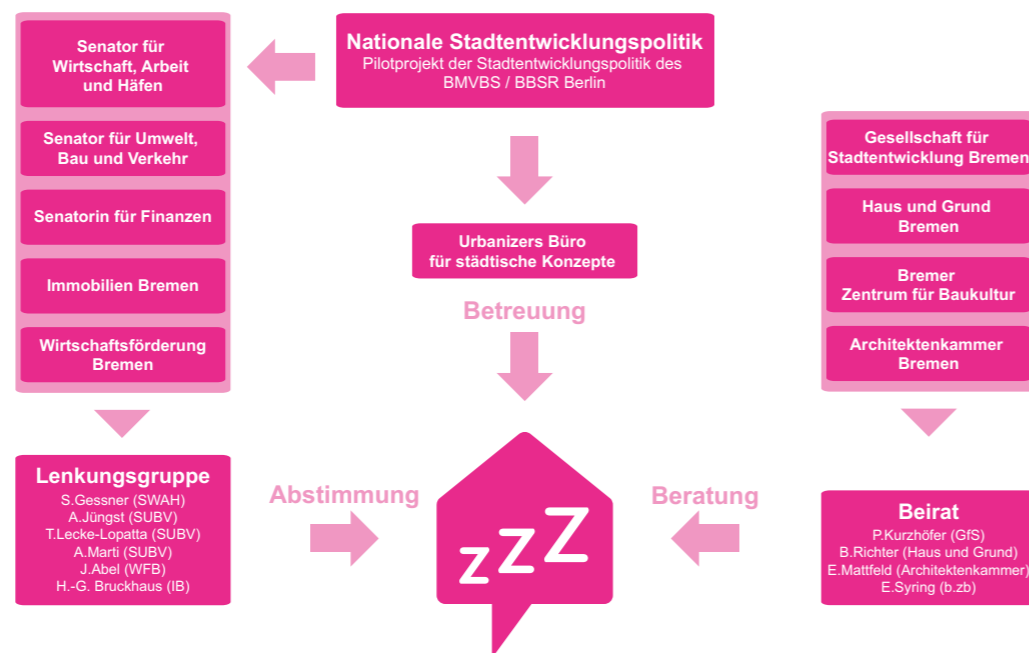 Senator für
Wirtschaft, Arbeit
und Häfen
Senator für Umwelt,
Bau und Verkehr
Senatorin für Finanzen
Immobilien Bremen
Wirtschaftsförderung
Bremen
Lenkungsgruppe
S.Gessner (SWAH)
A.Jüngst (SUBV)
T.Lecke-Lopatta (SUBV)
A.Marti (SUBV)
J.Abel (WFB)
H.-G. Bruckhaus (IB)
Nationale Stadtentwicklungspolitik
Pilotprojekt der Stadtentwicklungspolitik des
BMVBS / BBSR Berlin
Urbanizers Büro
für städtische Konzepte
Betreuung
Abstimmung
zzZ
Beratung
Gesellschaft für
Stadtentwicklung Bremen
Haus und Grund
Bremen
Bremer
Zentrum für Baukultur
Architektenkammer
Bremen
Beirat
P.Kurzhöfer (GfS)
B.Richter (Haus und Grund)
E.Mattfeld (Architektenkammer)
E.Syring (b.zb)